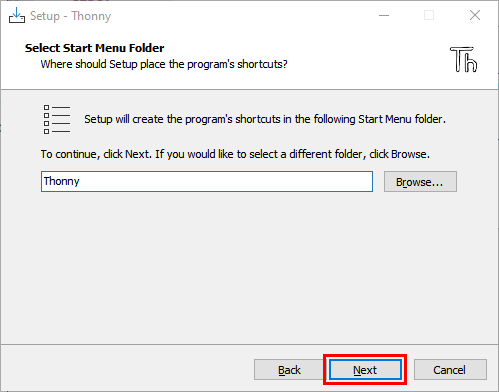 Setup - Thonny
Select Start Menu Folder
Where should Setup place the program's shortcuts?
Th
Setup will create the program's shortcuts in the following Start Menu folder.
To continue, click Next. If you would like to select a different folder, click Browse.
Thonny
Browse...
Back
Next
Cancel